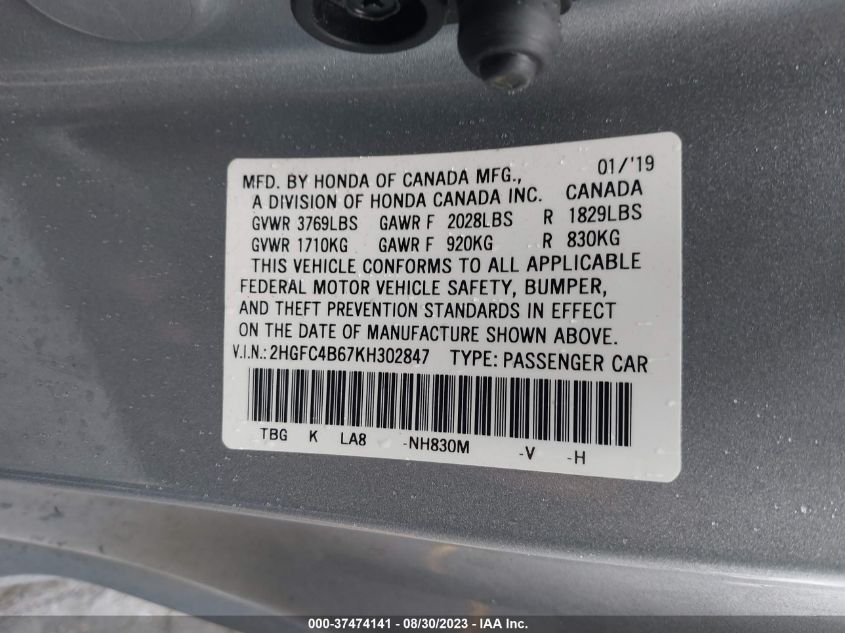 MFD. BY HONDA OF CANADA MFG., 01/'19
A DIVISION OF HONDA CANADA INC. CANADA
GVWR 3769LBS GAWR F 2028LBS R 1829LBS
GVWR 1710KG GAWR F 920KG R 830KG
THIS VEHICLE CONFORMS TO ALL APPLICABLE
FEDERAL MOTOR VEHICLE SAFETY, BUMPER,
AND THEFT PREVENTION STANDARDS IN EFFECT
ON THE DATE OF MANUFACTURE SHOWN ABOVE.
V.I.N.: 2HGFC4B67KH302847 TYPE: PASSENGER CAR
TBG K LA8 -NH830M -V -H
000-37474141 - 08/30/2023 - IAA Inc.